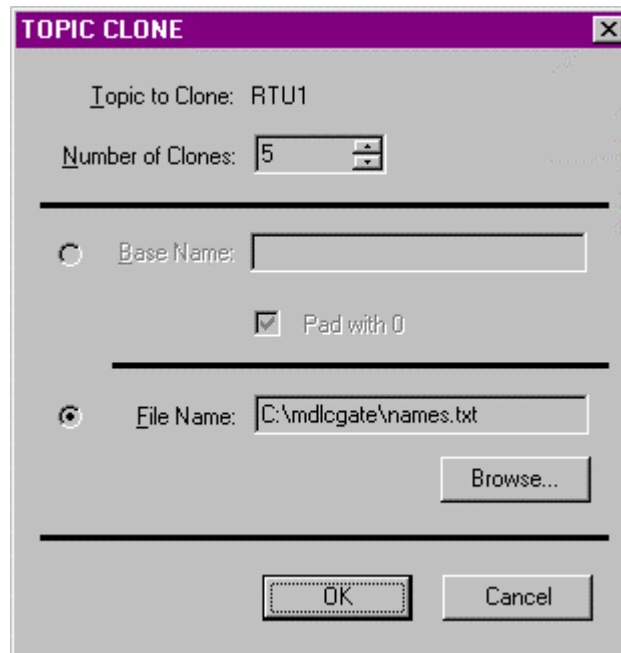 TOPIC CLONE
Topic to Clone: RTU1
Number of Clones: 5
Base Name:
Pad with 0
File Name: C:\mdlcgate\names.txt
Browse...
OK Cancel